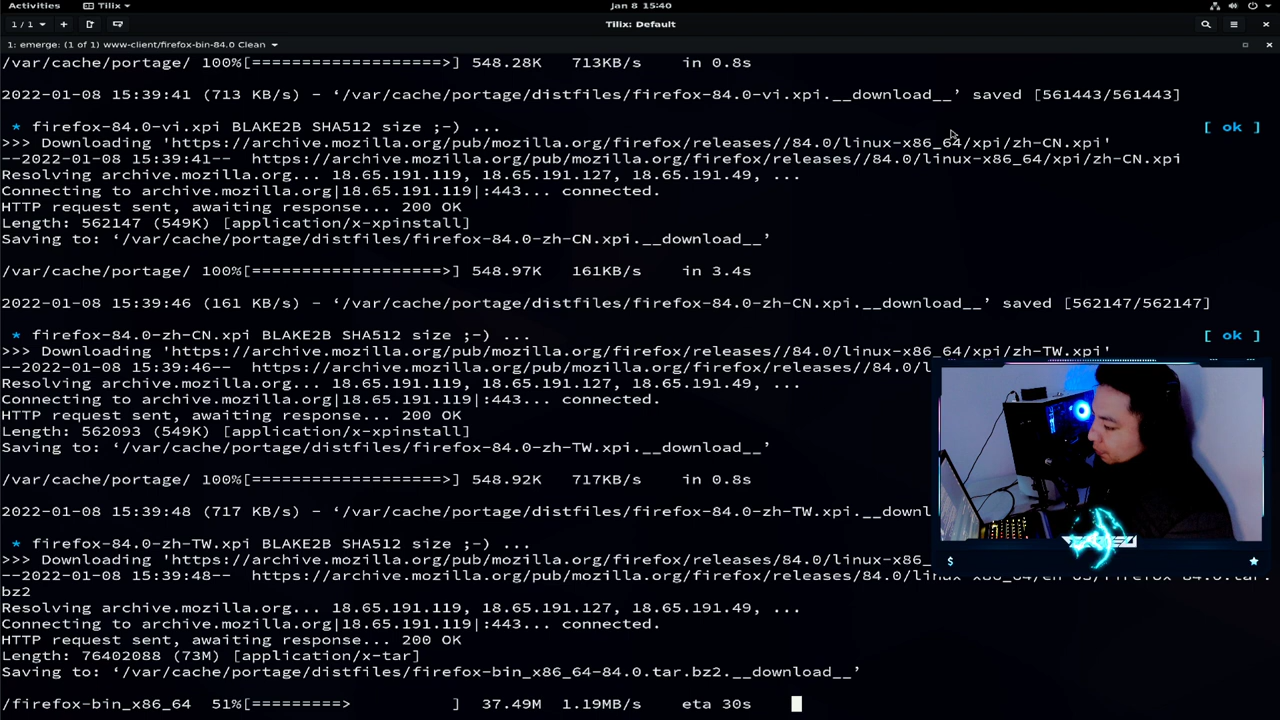 Activities Tilix Jan 8 15:40
1 / 1 Tilix: Default
1: emerge: (1 of 1) www-client/firefox-bin-84.0 Clean
/var/cache/portage/ 100%[===================>] 548.28K 713KB/s in 0.8s
2022-01-08 15:39:41 (713 KB/s) - ‘/var/cache/portage/distfiles/firefox-84.0-vi.xpi.__download__’ saved [561443/561443]
* firefox-84.0-vi.xpi BLAKE2B SHA512 size ;-) ... [ ok ]
>>> Downloading 'https://archive.mozilla.org/pub/mozilla.org/firefox/releases//84.0/linux-x86_64/xpi/zh-CN.xpi'
--2022-01-08 15:39:41-- https://archive.mozilla.org/pub/mozilla.org/firefox/releases//84.0/linux-x86_64/xpi/zh-CN.xpi
Resolving archive.mozilla.org... 18.65.191.119, 18.65.191.127, 18.65.191.49, ...
Connecting to archive.mozilla.org|18.65.191.119|:443... connected.
HTTP request sent, awaiting response... 200 OK
Length: 562147 (549K) [application/x-xpinstall]
Saving to: ‘/var/cache/portage/distfiles/firefox-84.0-zh-CN.xpi.__download__’
/var/cache/portage/ 100%[===================>] 548.97K 161KB/s in 3.4s
2022-01-08 15:39:46 (161 KB/s) - ‘/var/cache/portage/distfiles/firefox-84.0-zh-CN.xpi.__download__’ saved [562147/562147]
* firefox-84.0-zh-CN.xpi BLAKE2B SHA512 size ;-) ... [ ok ]
>>> Downloading 'https://archive.mozilla.org/pub/mozilla.org/firefox/releases//84.0/linux-x86_64/xpi/zh-TW.xpi'
--2022-01-08 15:39:46-- https://archive.mozilla.org/pub/mozilla.org/firefox/releases//84.0/l
Resolving archive.mozilla.org... 18.65.191.119, 18.65.191.127, 18.65.191.49, ...
Connecting to archive.mozilla.org|18.65.191.119|:443... connected.
HTTP request sent, awaiting response... 200 OK
Length: 562093 (549K) [application/x-xpinstall]
Saving to: ‘/var/cache/portage/distfiles/firefox-84.0-zh-TW.xpi.__download__’
/var/cache/portage/ 100%[===================>] 548.92K 717KB/s in 0.8s
2022-01-08 15:39:48 (717 KB/s) - ‘/var/cache/portage/distfiles/firefox-84.0-zh-TW.xpi.__downl
* firefox-84.0-zh-TW.xpi BLAKE2B SHA512 size ;-) ...
>>> Downloading 'https://archive.mozilla.org/pub/mozilla.org/firefox/releases//84.0/linux-x86_
--2022-01-08 15:39:48-- https://archive.mozilla.org/pub/mozilla.org/firefox/releases//84.0/linux-x86_64/en-US/firefox-84.0.tar.
bz2
Resolving archive.mozilla.org... 18.65.191.119, 18.65.191.127, 18.65.191.49, ...
Connecting to archive.mozilla.org|18.65.191.119|:443... connected.
HTTP request sent, awaiting response... 200 OK
Length: 76402088 (73M) [application/x-tar]
Saving to: ‘/var/cache/portage/distfiles/firefox-bin_x86_64-84.0.tar.bz2.__download__’
/firefox-bin_x86_64 51%[=========> ] 37.49M 1.19MB/s eta 30s